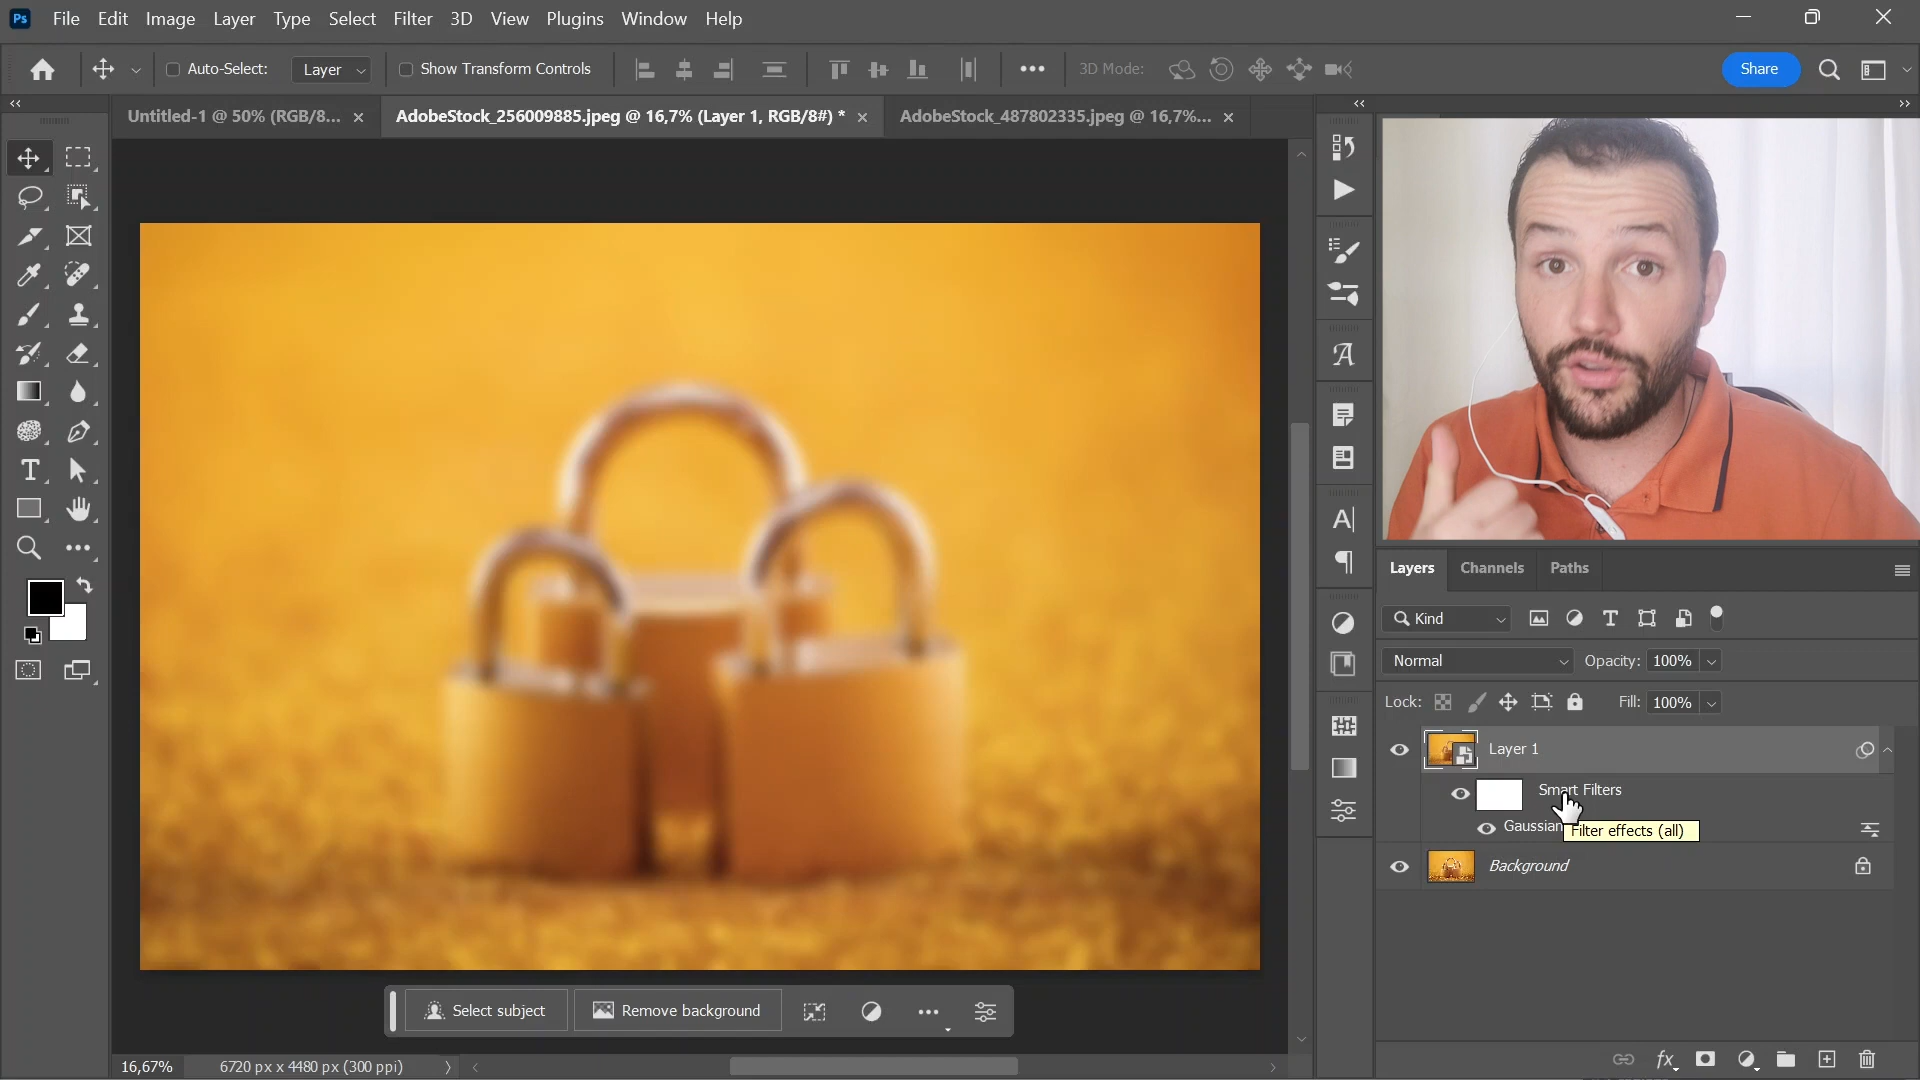 Ps File Edit Image Layer Type Select Filter 3D View Plugins Window Help
Auto-Select: Layer Show Transform Controls 3D Mode: Share
Untitled-1 @ 50% (RGB/8... × AdobeStock_256009885.jpeg @ 16,7% (Layer 1, RGB/8#) * × AdobeStock_487802335.jpeg @ 16,7%... ×
Layers Channels Paths
Kind
Normal Opacity: 100%
Lock: Fill: 100%
Layer 1
Smart Filters
Gaussian
Filter effects (all)
Background
Select subject Remove background
16,67% 6720 px x 4480 px (300 ppi)
fx